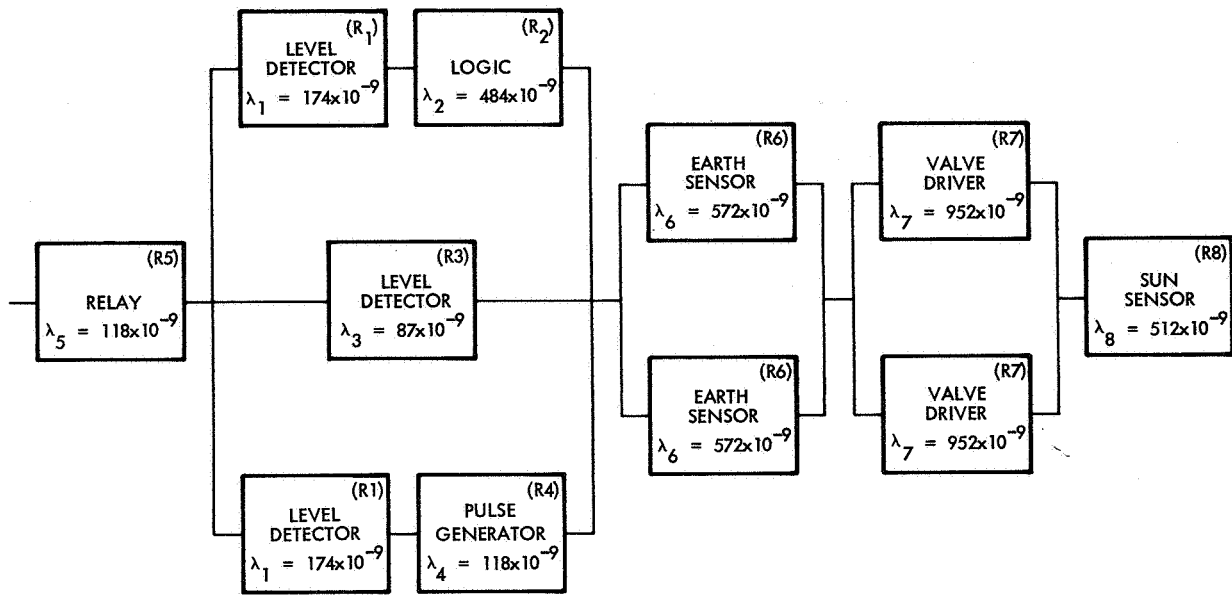 (R₁)
LEVEL
DETECTOR
λ₁ = 174x10⁻⁹
(R₂)
LOGIC
λ₂ = 484x10⁻⁹
(R5)
RELAY
λ₅ = 118x10⁻⁹
(R3)
LEVEL
DETECTOR
λ₃ = 87x10⁻⁹
(R1)
LEVEL
DETECTOR
λ₁ = 174x10⁻⁹
(R4)
PULSE
GENERATOR
λ₄ = 118x10⁻⁹
(R6)
EARTH
SENSOR
λ₆ = 572x10⁻⁹
(R6)
EARTH
SENSOR
λ₆ = 572x10⁻⁹
(R7)
VALVE
DRIVER
λ₇ = 952x10⁻⁹
(R7)
VALVE
DRIVER
λ₇ = 952x10⁻⁹
(R8)
SUN
SENSOR
λ₈ = 512x10⁻⁹